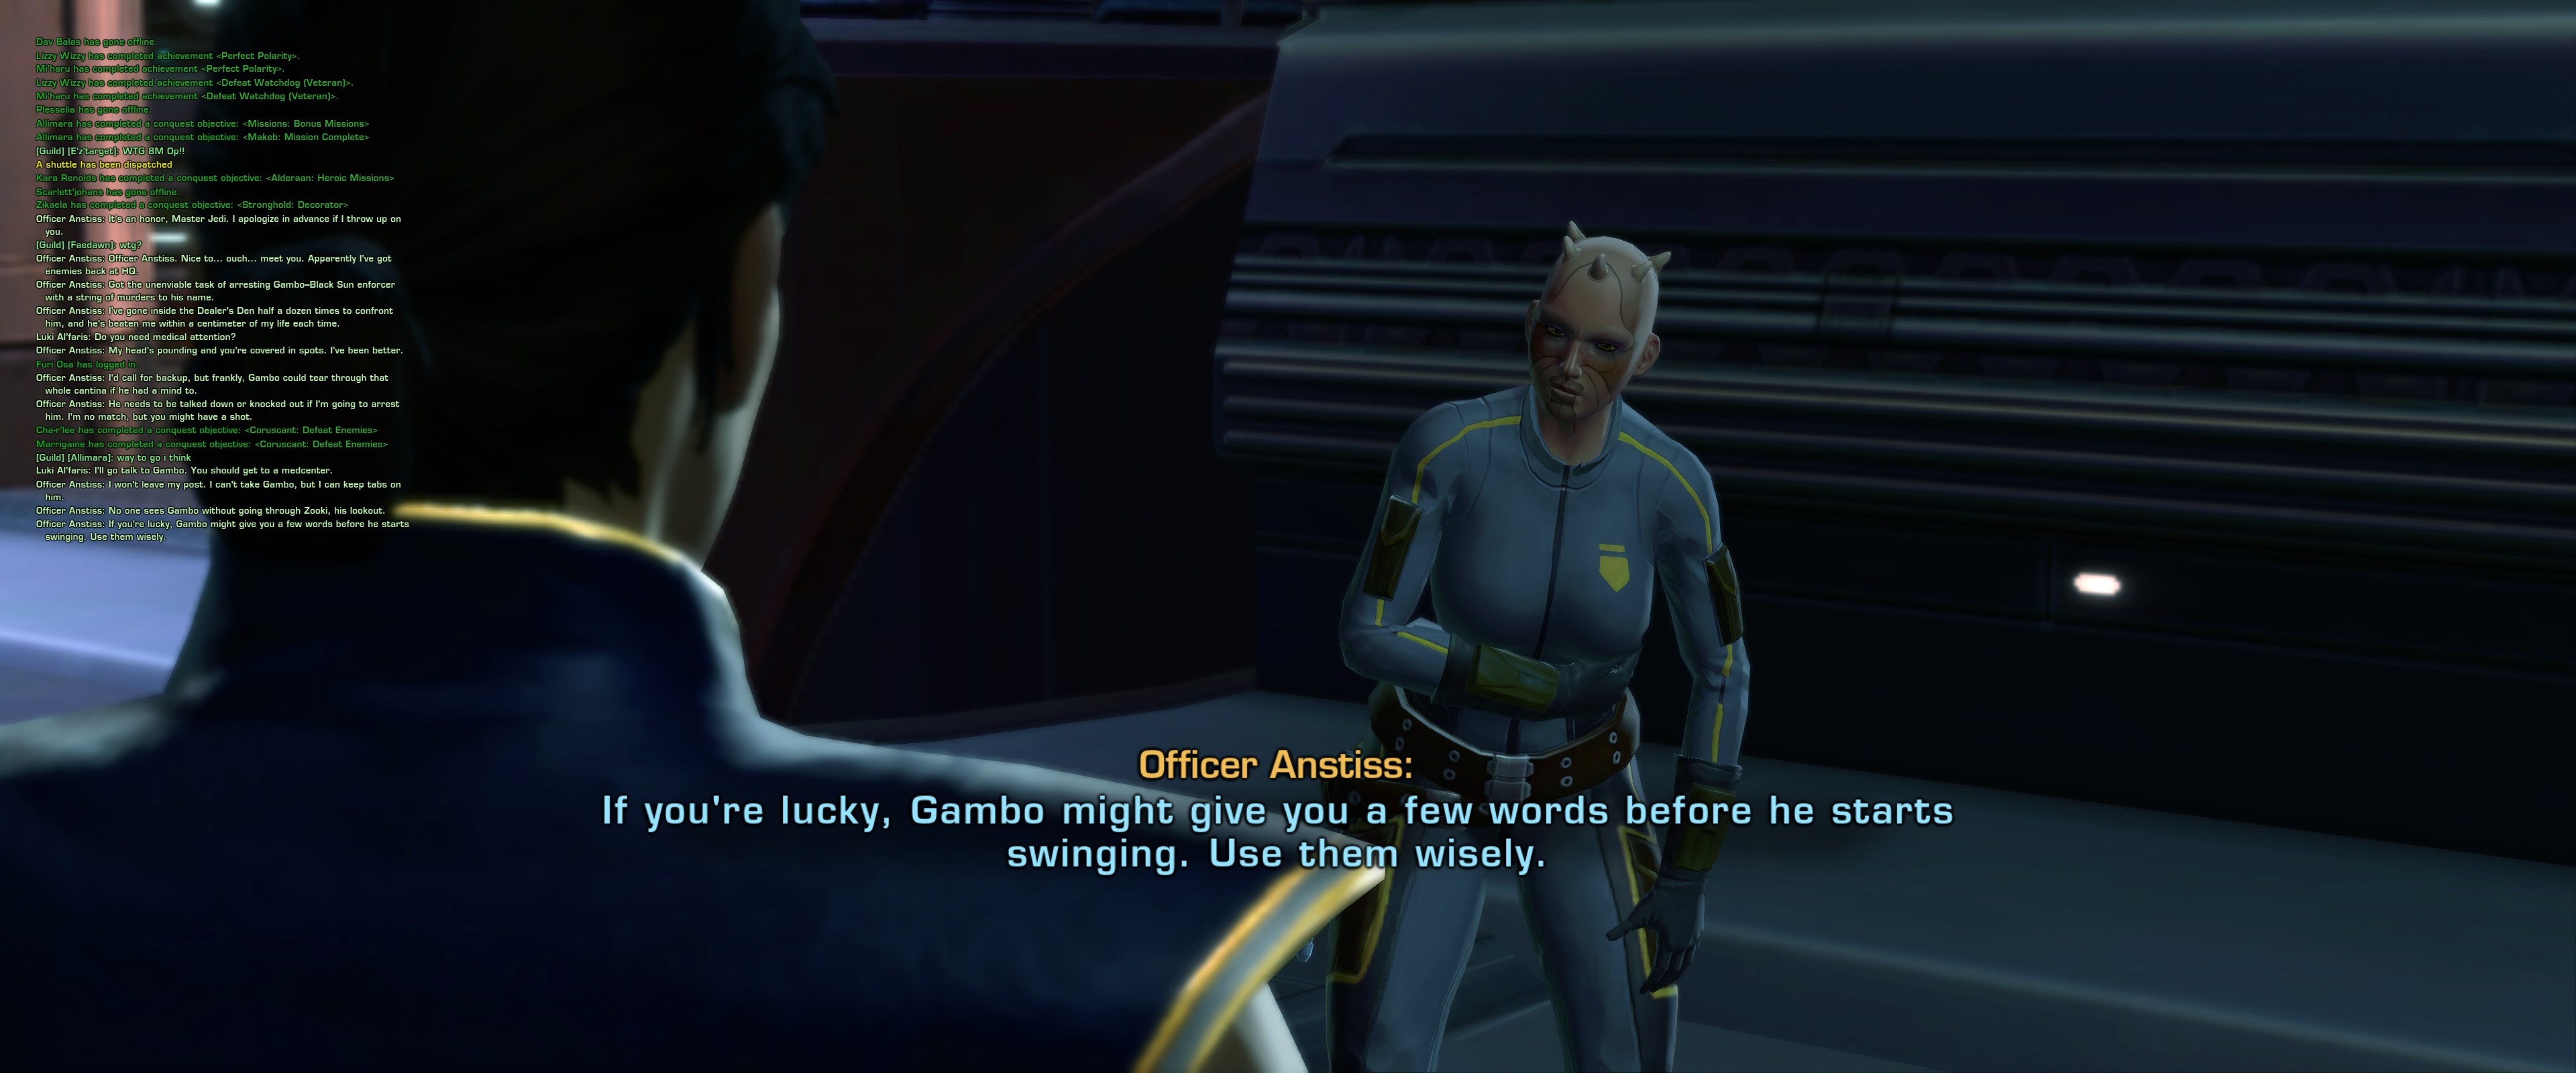 Dav Balas has gone offline.
Lizzy Wizzy has completed achievement <Perfect Polarity>.
Mi'haru has completed achievement <Perfect Polarity>.
Lizzy Wizzy has completed achievement <Defeat Watchdog (Veteran)>.
Mi'haru has completed achievement <Defeat Watchdog (Veteran)>.
Plesselia has gone offline.
Allimara has completed a conquest objective: <Missions: Bonus Missions>
Allimara has completed a conquest objective: <Makeb: Mission Complete>
[Guild] [E'z'target]: WTG 8M Op!!
A shuttle has been dispatched
Kara Renolds has completed a conquest objective: <Alderaan: Heroic Missions>
Scarlett'johans has gone offline.
Zikaela has completed a conquest objective: <Stronghold: Decorator>
Officer Anstiss: It's an honor, Master Jedi. I apologize in advance if I throw up on
you.
[Guild] [Faedawn]: wtg?
Officer Anstiss: Officer Anstiss. Nice to... ouch... meet you. Apparently I've got
enemies back at HQ.
Officer Anstiss: Got the unenviable task of arresting Gambo—Black Sun enforcer
with a string of murders to his name.
Officer Anstiss: I've gone inside the Dealer's Den half a dozen times to confront
him, and he's beaten me within a centimeter of my life each time.
Luki Al'faris: Do you need medical attention?
Officer Anstiss: My head's pounding and you're covered in spots. I've been better.
Furi Osa has logged in.
Officer Anstiss: I'd call for backup, but frankly, Gambo could tear through that
whole cantina if he had a mind to.
Officer Anstiss: He needs to be talked down or knocked out if I'm going to arrest
him. I'm no match, but you might have a shot.
Cha-r'lee has completed a conquest objective: <Coruscant: Defeat Enemies>
Marrigaine has completed a conquest objective: <Coruscant: Defeat Enemies>
[Guild] [Allimara]: way to go i think
Luki Al'faris: I'll go talk to Gambo. You should get to a medcenter.
Officer Anstiss: I won't leave my post. I can't take Gambo, but I can keep tabs on
him.
Officer Anstiss: No one sees Gambo without going through Zooki, his lookout.
Officer Anstiss: If you're lucky, Gambo might give you a few words before he starts
swinging. Use them wisely.
Officer Anstiss:
If you're lucky, Gambo might give you a few words before he starts
swinging. Use them wisely.